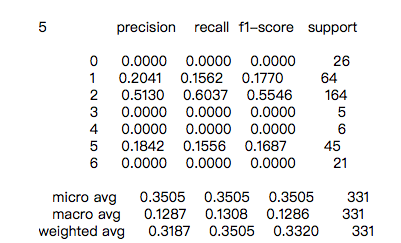 5 precision recall f1-score support
0 0.0000 0.0000 0.0000 26
1 0.2041 0.1562 0.1770 64
2 0.5130 0.6037 0.5546 164
3 0.0000 0.0000 0.0000 5
4 0.0000 0.0000 0.0000 6
5 0.1842 0.1556 0.1687 45
6 0.0000 0.0000 0.0000 21
micro avg 0.3505 0.3505 0.3505 331
macro avg 0.1287 0.1308 0.1286 331
weighted avg 0.3187 0.3505 0.3320 331